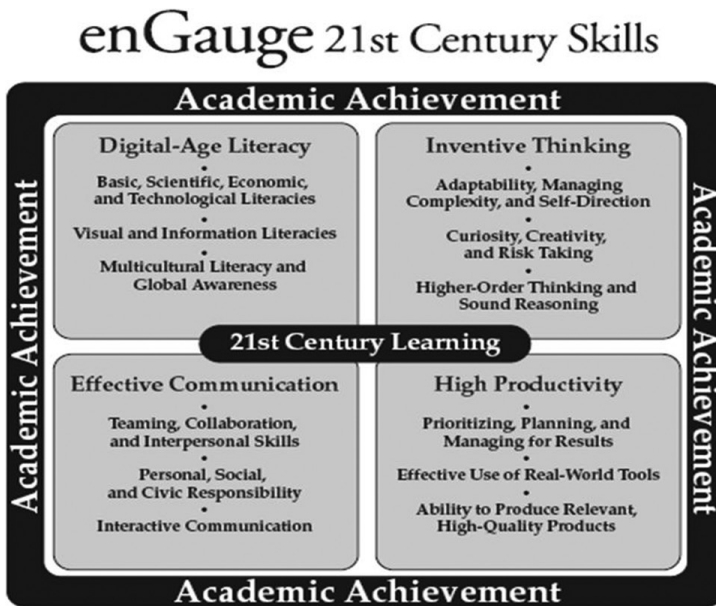 enGauge 21st Century Skills
Academic Achievement
Academic Achievement
Digital-Age Literacy
•
Basic, Scientific, Economic,
and Technological Literacies
•
Visual and Information Literacies
•
Multicultural Literacy and
Global Awareness
Inventive Thinking
•
Adaptability, Managing
Complexity, and Self-Direction
•
Curiosity, Creativity,
and Risk Taking
•
Higher-Order Thinking and
Sound Reasoning
21st Century Learning
Effective Communication
•
Teaming, Collaboration,
and Interpersonal Skills
•
Personal, Social,
and Civic Responsibility
•
Interactive Communication
High Productivity
•
Prioritizing, Planning, and
Managing for Results
•
Effective Use of Real-World Tools
•
Ability to Produce Relevant,
High-Quality Products
Academic Achievement
Academic Achievement